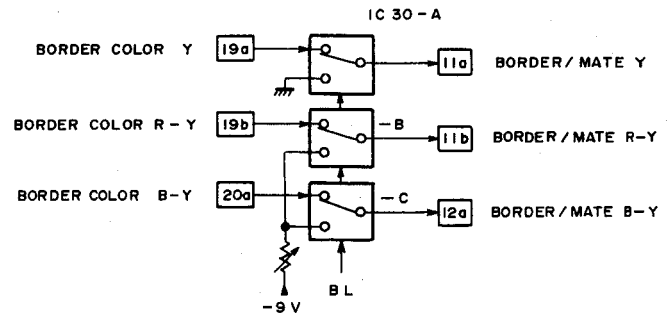 IC 30-A
BORDER COLOR Y 19a 11a BORDER/MATE Y
BORDER COLOR R-Y 19b -B 11b BORDER/MATE R-Y
BORDER COLOR B-Y 20a -C 12a BORDER/MATE B-Y
BL
-9V